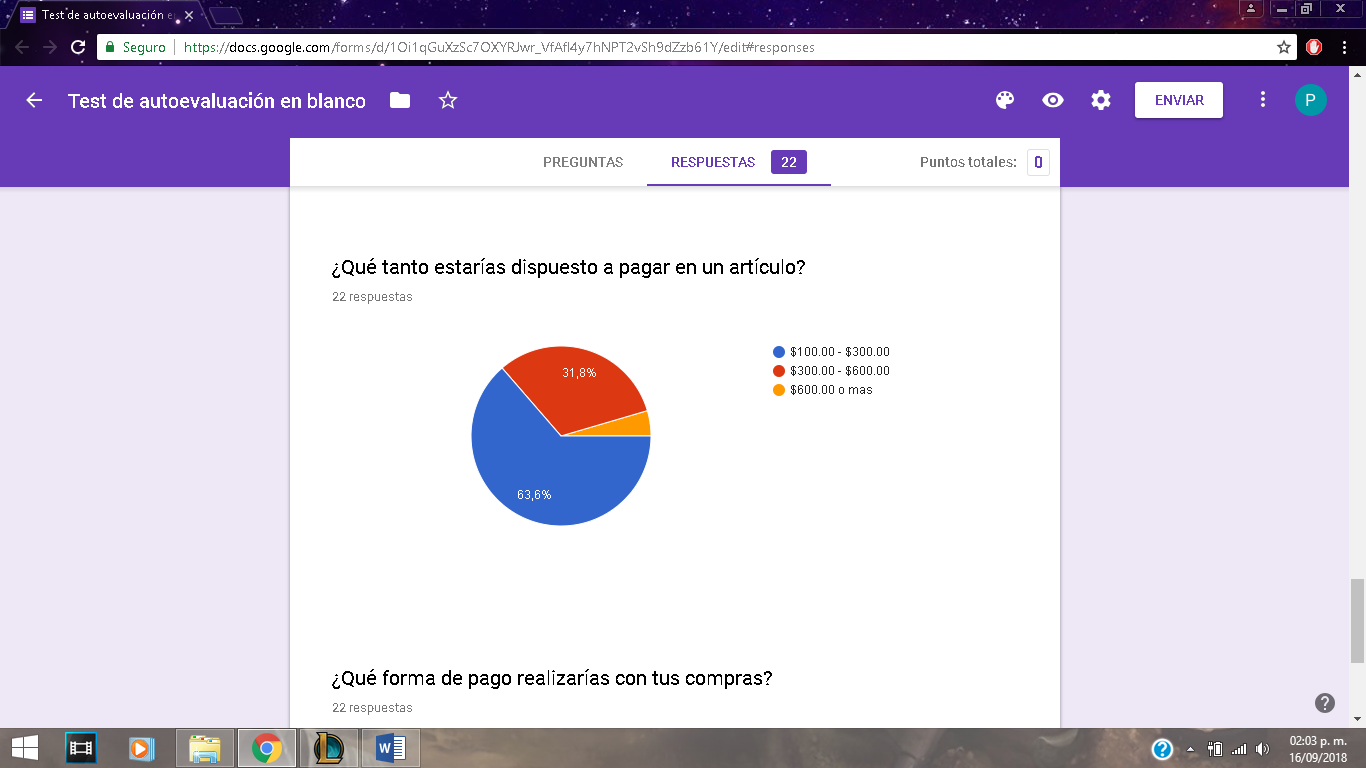 Test de autoevaluación e
Seguro
https://docs.google.com/forms/d/1Oi1qGuXzSc7OXYRJwr_VfAfl4y7hNPT2vSh9dZzb61Y/edit#responses
Test de autoevaluación en blanco
ENVIAR
P
PREGUNTAS
RESPUESTAS 22
Puntos totales: 0
¿Qué tanto estarías dispuesto a pagar en un artículo?
22 respuestas
$100.00 - $300.00
$300.00 - $600.00
$600.00 o mas
31,8%
63,6%
¿Qué forma de pago realizarías con tus compras?
22 respuestas
02:03 p. m.
16/09/2018